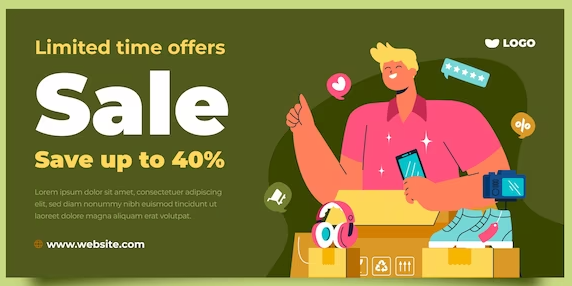 Limited time offers
LOGO
Sale
%
Save up to 40%
Lorem ipsum dolor sit amet, consectetuer adipiscing
elit, sed diam nonummy nibh euismod tincidunt ut
laoreet dolore magna aliquam erat volutpat.
www.website.com